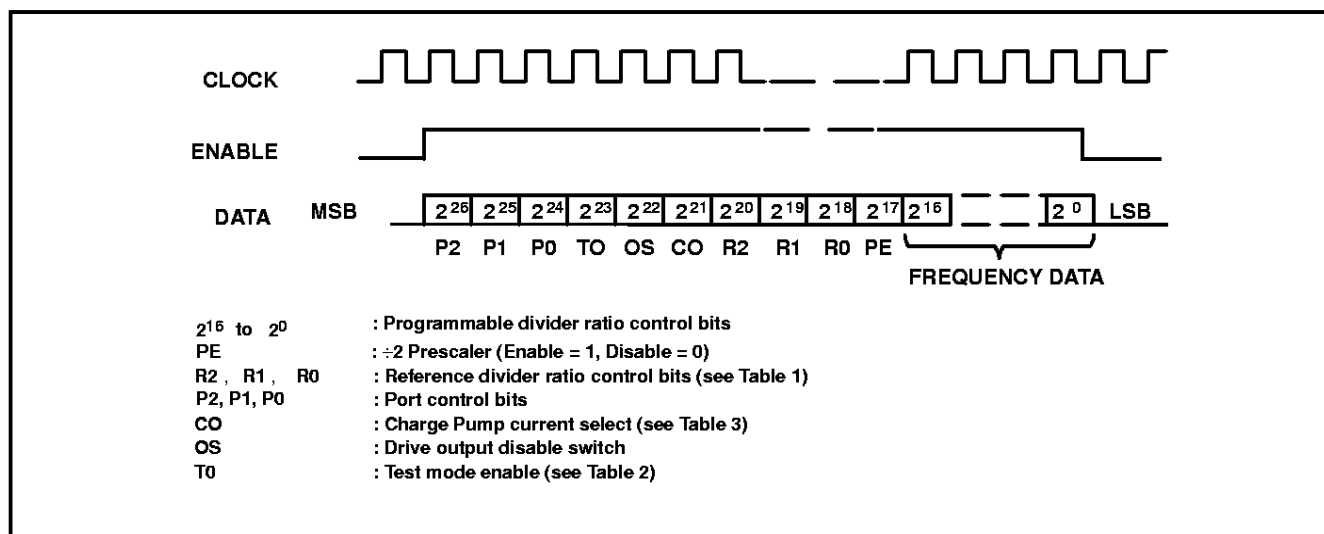 CLOCK
ENABLE
DATA MSB 2²⁶ 2²⁵ 2²⁴ 2²³ 2²² 2²¹ 2²⁰ 2¹⁹ 2¹⁸ 2¹⁷ 2¹⁶ 2⁰ LSB
P2 P1 P0 TO OS CO R2 R1 R0 PE
FREQUENCY DATA
2¹⁶ to 2⁰ : Programmable divider ratio control bits
PE : ÷2 Prescaler (Enable = 1, Disable = 0)
R2 , R1 , R0 : Reference divider ratio control bits (see Table 1)
P2, P1, P0 : Port control bits
CO : Charge Pump current select (see Table 3)
OS : Drive output disable switch
T0 : Test mode enable (see Table 2)